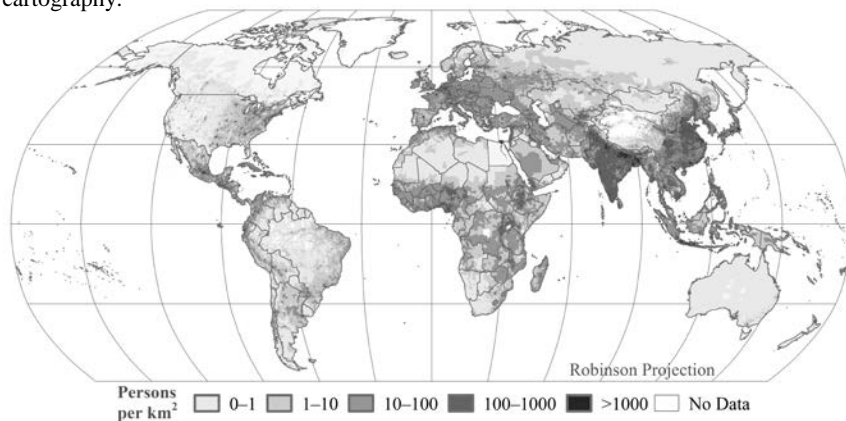 cartography.
Robinson Projection
Persons
per km² 0–1 1–10 10–100 100–1000 >1000 No Data